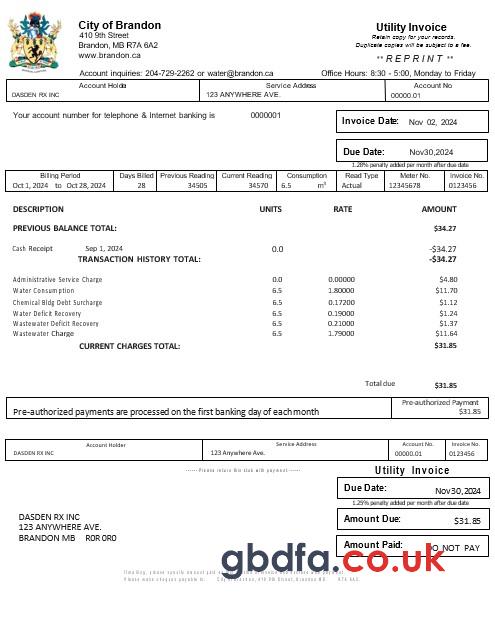 City of Brandon
410 9th Street
Brandon, MB R7A 6A2
www.brandon.ca
Utility Invoice
Retain copy for your records.
Duplicate copies will be subject to a fee.
** R E P R I N T **
Account inquiries: 204-729-2262 or water@brandon.ca
Office Hours: 8:30 - 5:00, Monday to Friday
Account Holder Service Address Account No
DASDEN RX INC 123 ANYWHERE AVE. 00000.01
Your account number for telephone & Internet banking is 0000001
Invoice Date: Nov 02, 2024
Due Date: Nov30,2024
1.28% penalty added per month after due date
Billing Period Days Billed Previous Reading Current Reading Consumption Read Type Meter No. Invoice No.
Oct 1, 2024 to Oct 28, 2024 28 34505 34570 6.5 m³ Actual 12345678 0123456
DESCRIPTION UNITS RATE AMOUNT
PREVIOUS BALANCE TOTAL: $34.27
Cash Receipt Sep 1, 2024 0.0 -$34.27
TRANSACTION HISTORY TOTAL: -$34.27
Administrative Service Charge 0.0 0.00000 $4.80
Water Consumption 6.5 1.80000 $11.70
Chemical Bldg Debt Surcharge 6.5 0.17200 $1.12
Water Deficit Recovery 6.5 0.19000 $1.24
Wastewater Deficit Recovery 6.5 0.21000 $1.37
Wastewater Charge 6.5 1.79000 $11.64
CURRENT CHARGES TOTAL: $31.85
Total due $31.85
Pre-authorized payments are processed on the first banking day of each month
Pre-authorized Payment
$31.85
Account Holder Service Address Account No. Invoice No.
DASDEN RX INC 123 Anywhere Ave. 00000.01 0123456
------Please return this stub with payment------
Utility Invoice
Due Date: Nov30,2024
1.25% penalty added per month after due date
DASDEN RX INC
123 ANYWHERE AVE.
BRANDON MB R0R 0R0
Amount Due: $31.85
Amount Paid: DO NOT PAY
gbdfa.co.uk
Please make cheques payable to: City of Brandon, 410 9th Street, Brandon MB R7A 6A2